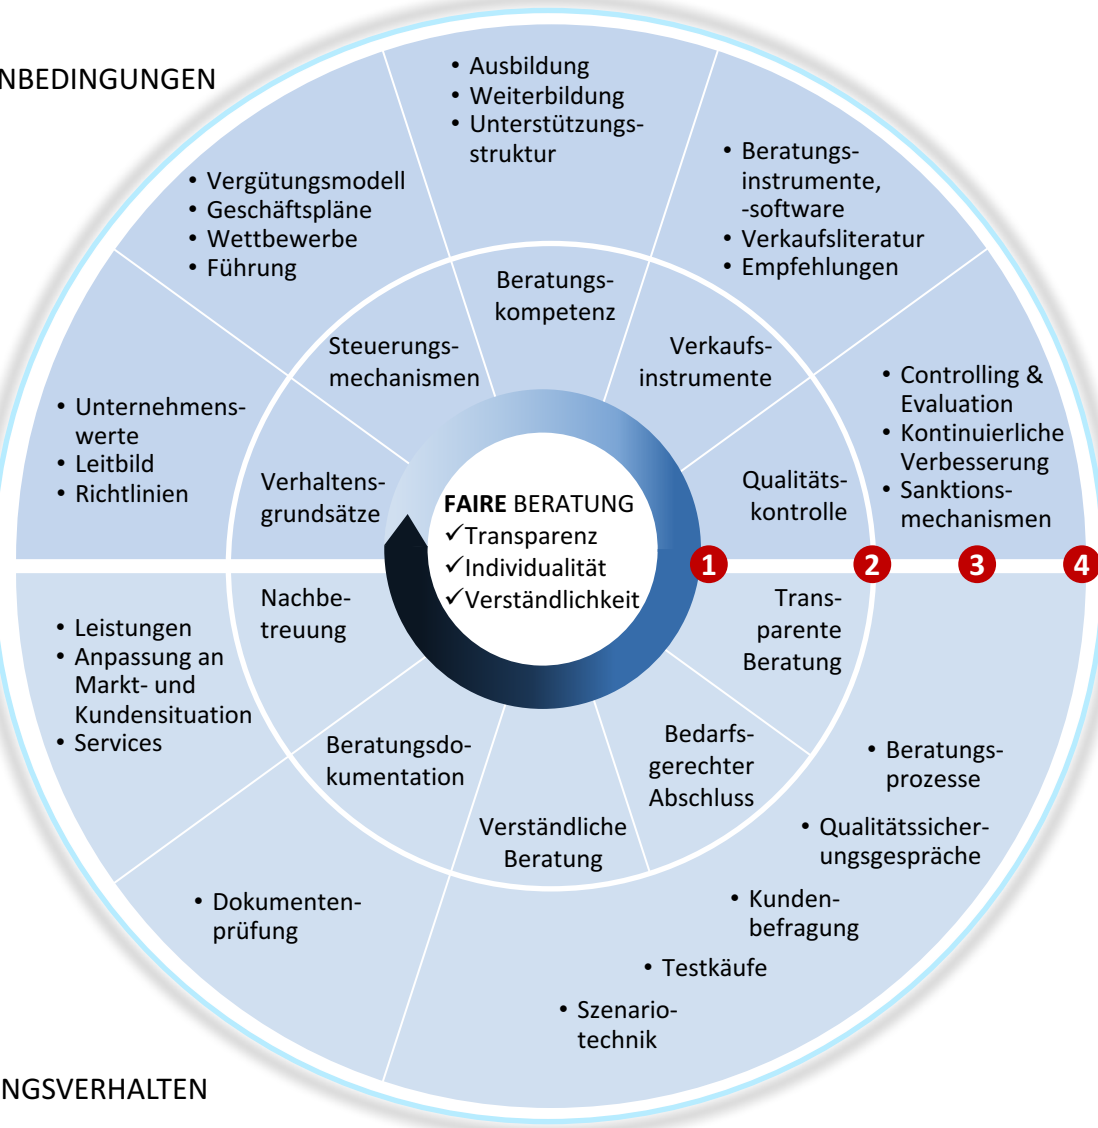 NBEDINGUNGEN
• Ausbildung
• Weiterbildung
• Unterstützungs-
struktur
• Vergütungsmodell
• Geschäftspläne
• Wettbewerbe
• Führung
• Beratungs-
instrumente,
-software
• Verkaufsliteratur
• Empfehlungen
Beratungs-
kompetenz
Steuerungs-
mechanismen
Verkaufs-
instrumente
• Unternehmens-
werte
• Leitbild
• Richtlinien
• Controlling &
Evaluation
• Kontinuierliche
Verbesserung
• Sanktions-
mechanismen
Verhaltens-
grundsätze
Qualitäts-
kontrolle
FAIRE BERATUNG
✓Transparenz
✓Individualität
✓Verständlichkeit
1
2
3
4
Nachbe-
treuung
Trans-
parente
Beratung
• Leistungen
• Anpassung an
Markt- und
Kundensituation
• Services
Beratungsdo-
kumentation
Bedarfs-
gerechter
Abschluss
Verständliche
Beratung
• Beratungs-
prozesse
• Qualitätssicher-
ungsgespräche
• Kunden-
befragung
• Testkäufe
• Szenario-
technik
• Dokumenten-
prüfung
NGSVERHALTEN